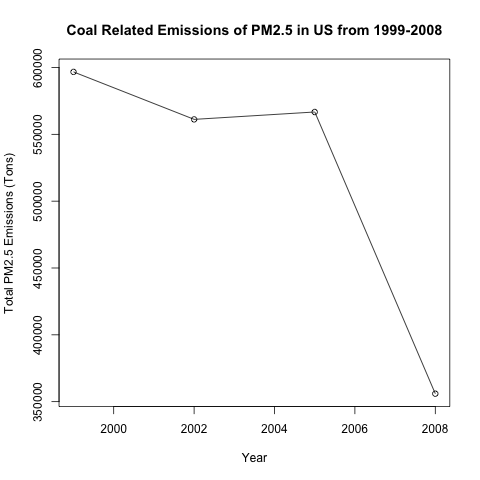 Coal Related Emissions of PM2.5 in US from 1999-2008
Total PM2.5 Emissions (Tons)
600000
550000
500000
450000
400000
350000
2000 2002 2004 2006 2008
Year